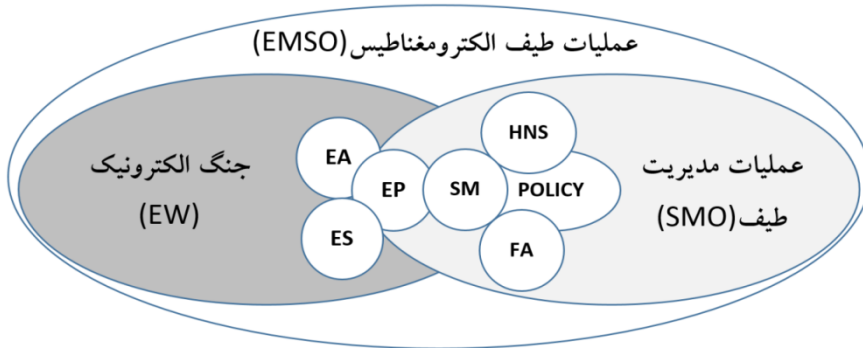 عملیات طیف الکترومغناطیس(EMSO)
جنگ الکترونیک
(EW)
EA
EP
ES
SM
HNS
POLICY
FA
عملیات مدیریت
طیف(SMO)